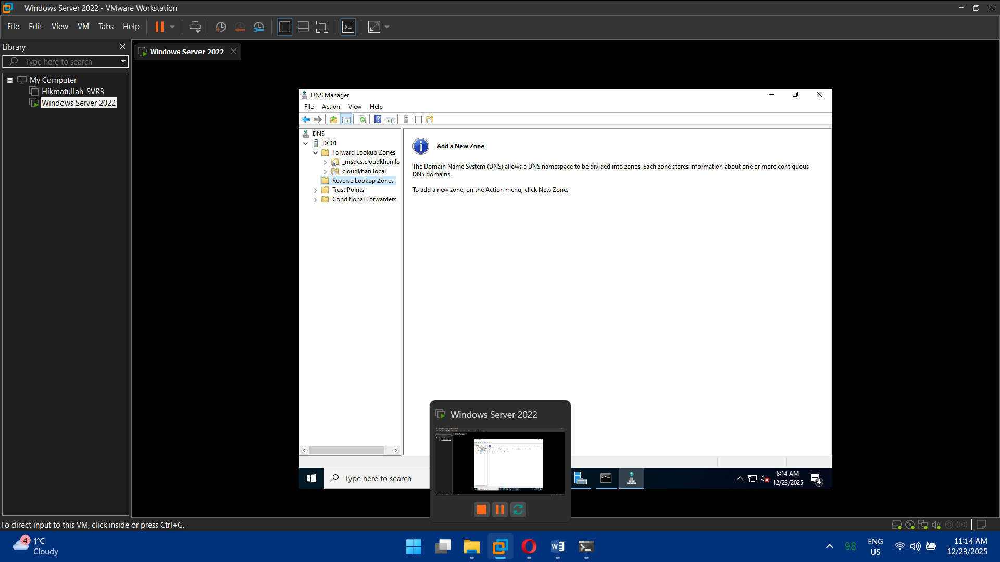 Windows Server 2022 - VMware Workstation
File Edit View VM Tabs Help
Library
Type here to search
My Computer
Hikmatullah-SVR3
Windows Server 2022
Windows Server 2022
DNS Manager
File Action View Help
DNS
DC01
Forward Lookup Zones
_msdcs.cloudkhan.lo
cloudkhan.local
Reverse Lookup Zones
Trust Points
Conditional Forwarders
Add a New Zone
The Domain Name System (DNS) allows a DNS namespace to be divided into zones. Each zone stores information about one or more contiguous
DNS domains.
To add a new zone, on the Action menu, click New Zone.
Windows Server 2022
Type here to search
8:14 AM
12/23/2025
4
To direct input to this VM, click inside or press Ctrl+G.
4
1°C
Cloudy
98
ENG
US
11:14 AM
12/23/2025